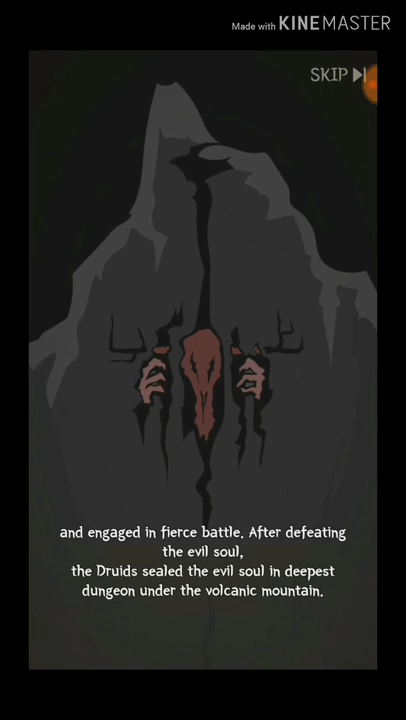 Made with KINEMASTER
SKIP
and engaged in fierce battle. After defeating
the evil soul,
the Druids sealed the evil soul in deepest
dungeon under the volcanic mountain.